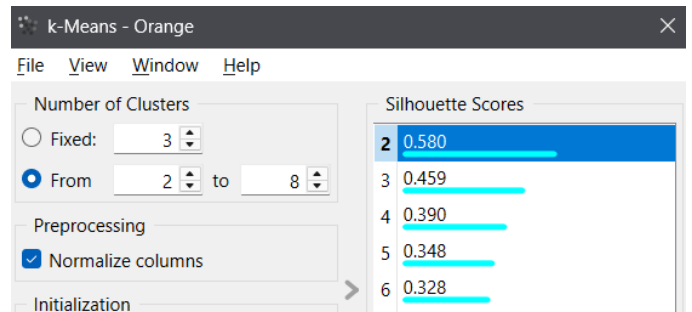 k-Means - Orange
File View Window Help
Number of Clusters
Fixed: 3
From 2 to 8
Preprocessing
Normalize columns
Initialization
Silhouette Scores
2 0.580
3 0.459
4 0.390
5 0.348
6 0.328